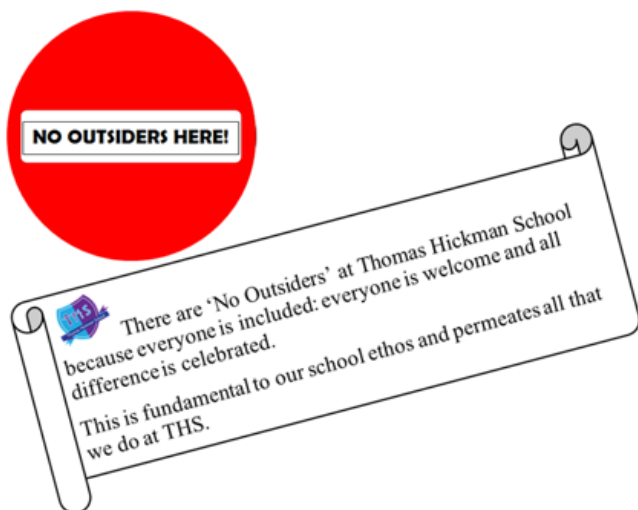 NO OUTSIDERS HERE!
THS
There are ‘No Outsiders’ at Thomas Hickman School
because everyone is included: everyone is welcome and all
difference is celebrated.
This is fundamental to our school ethos and permeates all that
we do at THS.